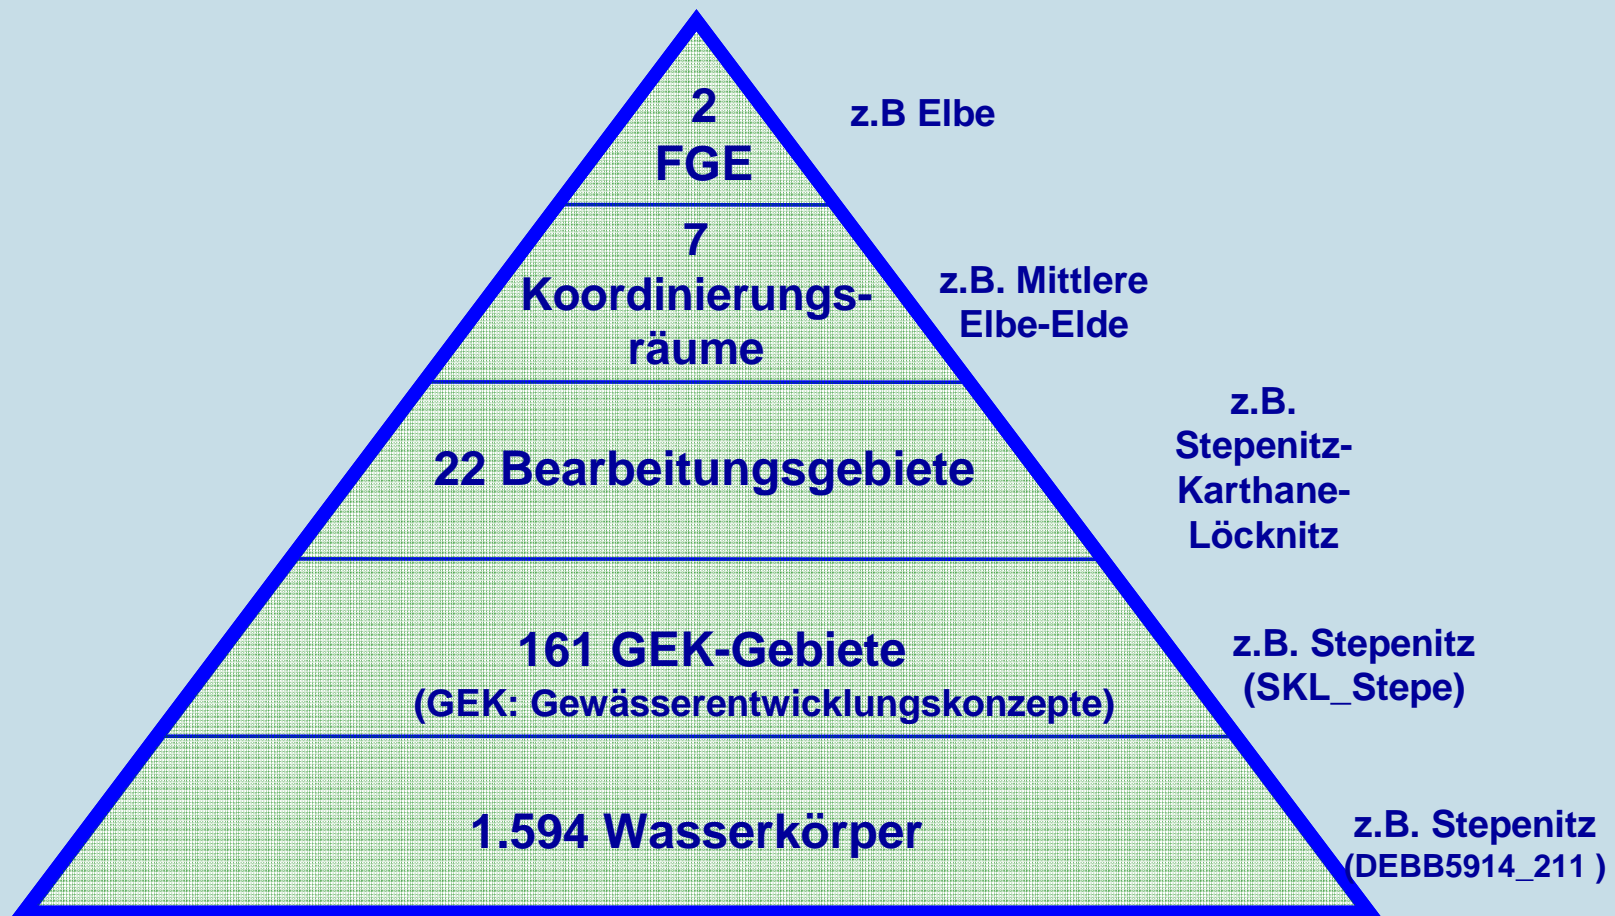 2
FGE
z.B Elbe
7
Koordinierungs-
räume
z.B. Mittlere
Elbe-Elde
22 Bearbeitungsgebiete
z.B.
Stepenitz-
Karthane-
Löcknitz
161 GEK-Gebiete
(GEK: Gewässerentwicklungskonzepte)
z.B. Stepenitz
(SKL_Stepe)
1.594 Wasserkörper
z.B. Stepenitz
(DEBB5914_211 )